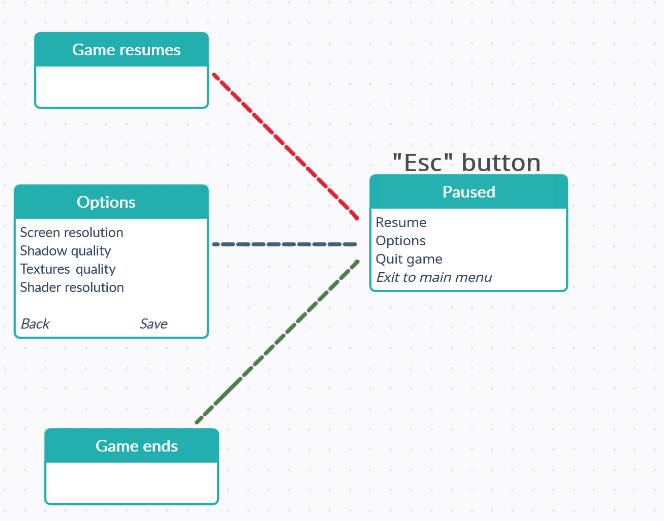 Game resumes
"Esc" button
Paused
Resume
Options
Quit game
Exit to main menu
Options
Screen resolution
Shadow quality
Textures quality
Shader resolution
Back Save
Game ends